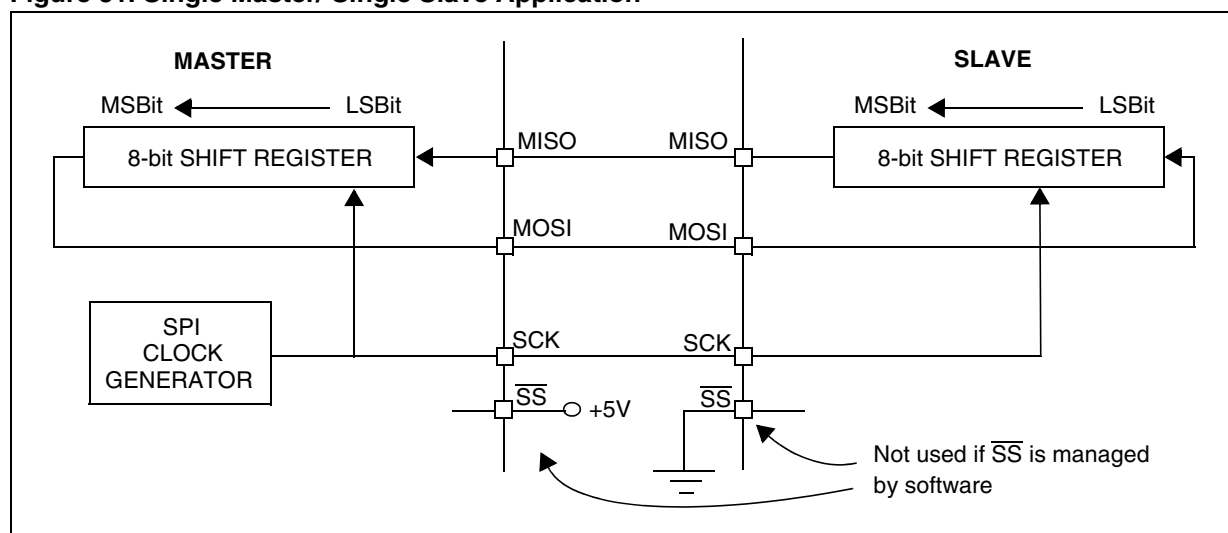 MASTER
SLAVE
MSBit
LSBit
MSBit
LSBit
8-bit SHIFT REGISTER
MISO
MISO
8-bit SHIFT REGISTER
MOSI
MOSI
SPI
CLOCK
GENERATOR
SCK
SCK
SS
+5V
SS
Not used if SS is managed
by software